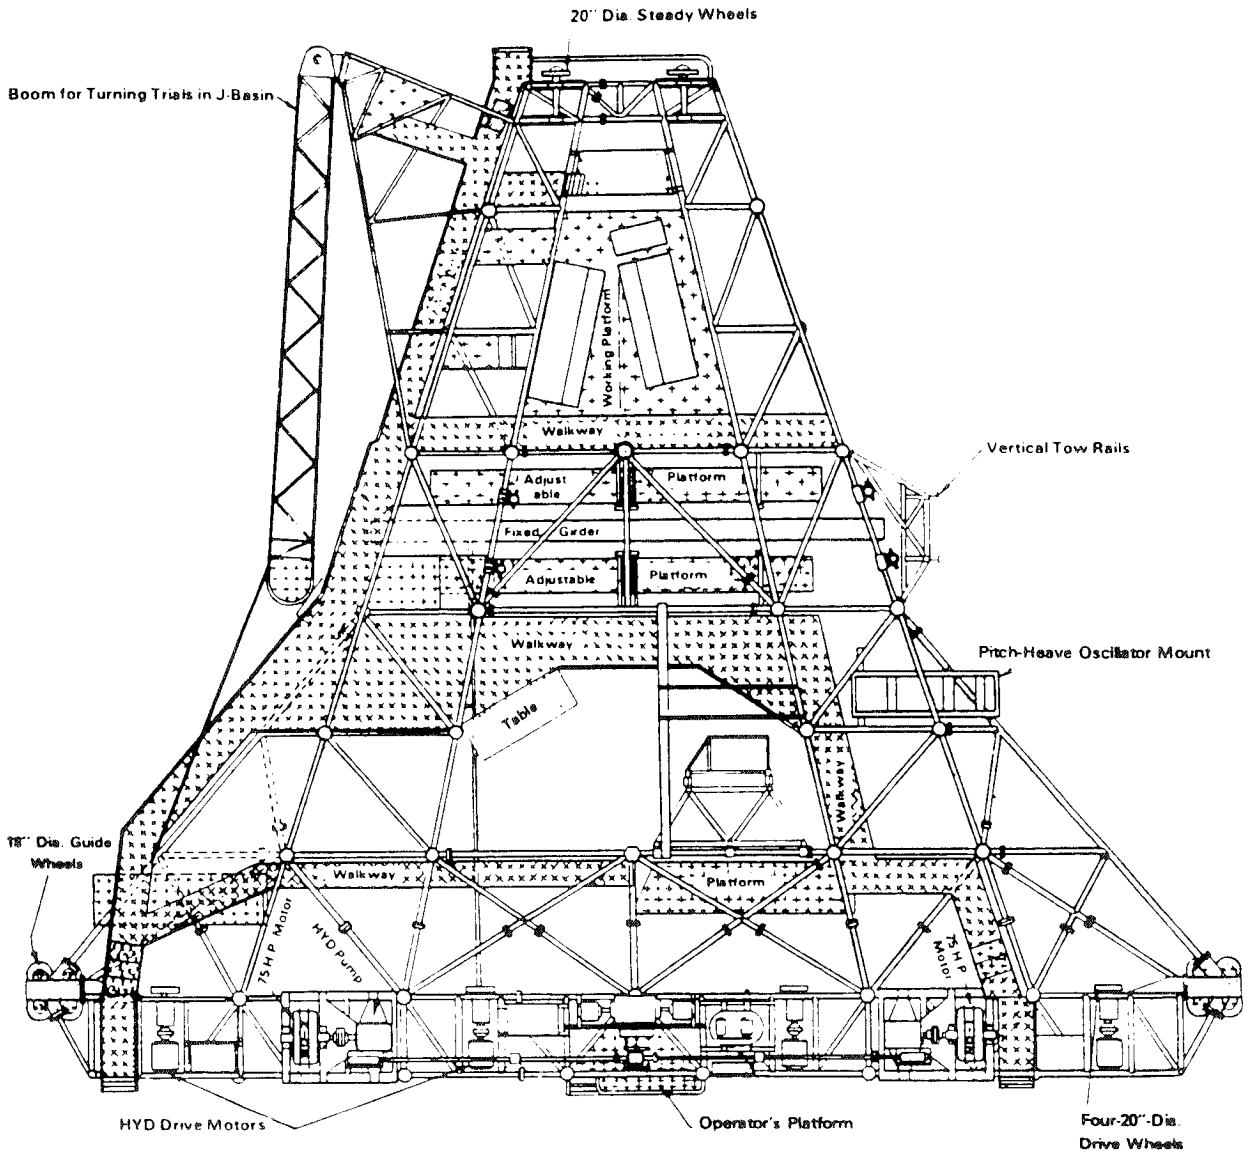 20" Dia. Steady Wheels
Boom for Turning Trials in J-Basin
Working Platform
Walkway
Vertical Tow Rails
Adjust
able
Platform
Fixed Girder
Adjustable
Platform
Walkway
Pitch-Heave Oscillator Mount
Table
Walkway
18" Dia. Guide
Wheels
Walkway
Platform
75 H P Motor
HYD Pump
75 H P
Motor
HYD Drive Motors
Operator's Platform
Four-20"-Dia.
Drive Wheels